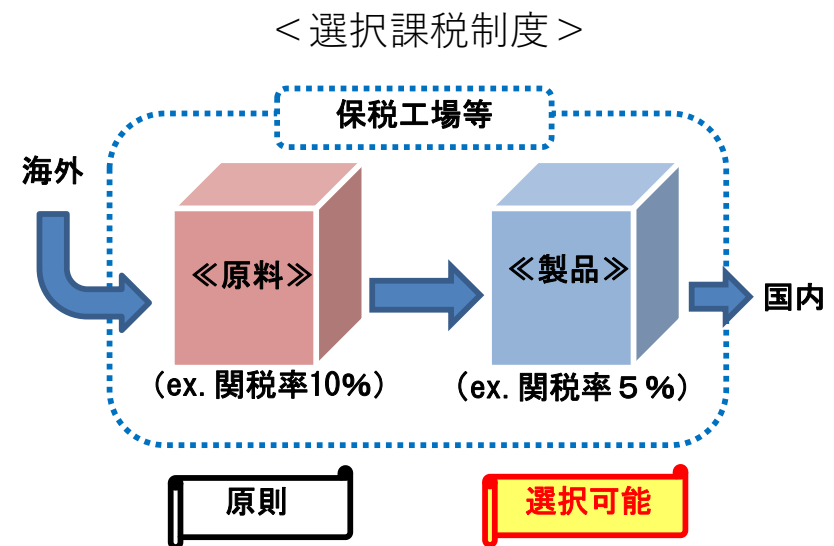 ＜選択課税制度＞
保税工場等
海外
≪原料≫
≪製品≫
国内
（ex. 関税率10％）
（ex. 関税率５％）
原則
選択可能